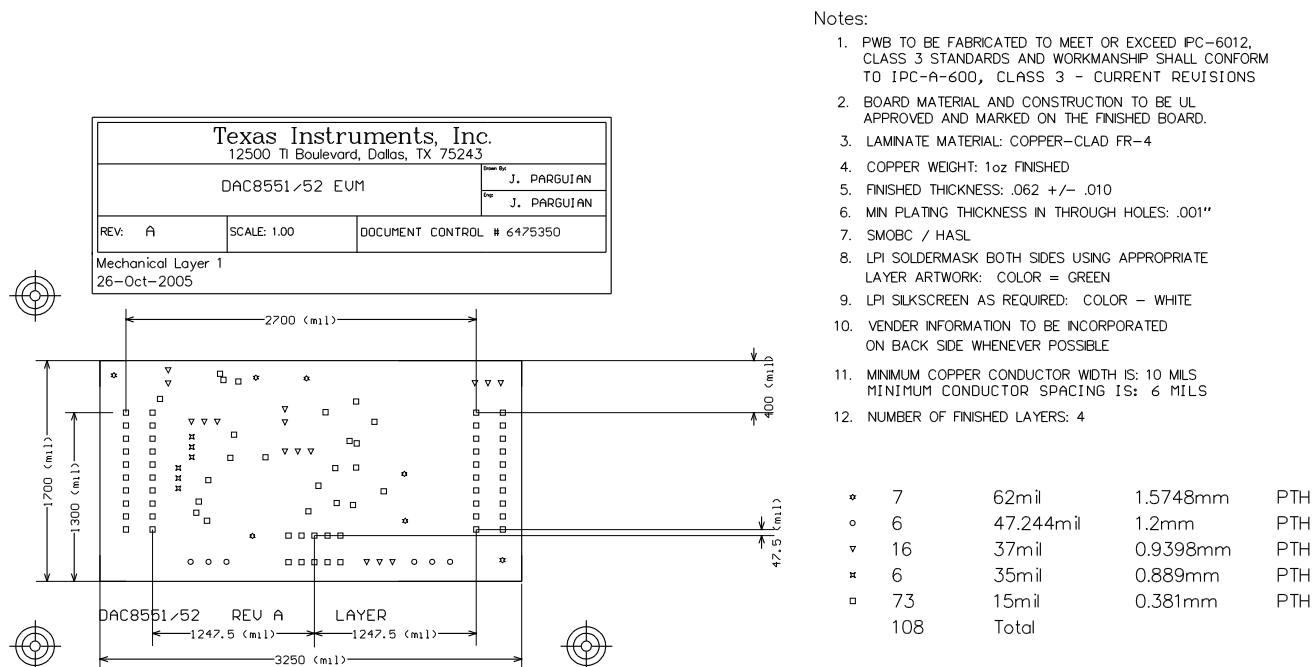 Texas Instruments, Inc.
12500 TI Boulevard, Dallas, TX 75243
DAC8551/52 EVM
Drawn By:
J. PARGUIAN
Eng:
J. PARGUIAN
REV: A
SCALE: 1.00
DOCUMENT CONTROL # 6475350
Mechanical Layer 1
26-Oct-2005
2700 (mil)
400 (mil)
1700 (mil)
1300 (mil)
47.5 (mil)
DAC8551/52 REV A LAYER
1247.5 (mil)
1247.5 (mil)
3250 (mil)
Notes:
1. PWB TO BE FABRICATED TO MEET OR EXCEED IPC-6012,
CLASS 3 STANDARDS AND WORKMANSHIP SHALL CONFORM
TO IPC-A-600, CLASS 3 - CURRENT REVISIONS
2. BOARD MATERIAL AND CONSTRUCTION TO BE UL
APPROVED AND MARKED ON THE FINISHED BOARD.
3. LAMINATE MATERIAL: COPPER-CLAD FR-4
4. COPPER WEIGHT: 1oz FINISHED
5. FINISHED THICKNESS: .062 +/- .010
6. MIN PLATING THICKNESS IN THROUGH HOLES: .001"
7. SMOBC / HASL
8. LPI SOLDERMASK BOTH SIDES USING APPROPRIATE
LAYER ARTWORK: COLOR = GREEN
9. LPI SILKSCREEN AS REQUIRED: COLOR - WHITE
10. VENDER INFORMATION TO BE INCORPORATED
ON BACK SIDE WHENEVER POSSIBLE
11. MINIMUM COPPER CONDUCTOR WIDTH IS: 10 MILS
MINIMUM CONDUCTOR SPACING IS: 6 MILS
12. NUMBER OF FINISHED LAYERS: 4
7 62mil 1.5748mm PTH
6 47.244mil 1.2mm PTH
16 37mil 0.9398mm PTH
6 35mil 0.889mm PTH
73 15mil 0.381mm PTH
108 Total